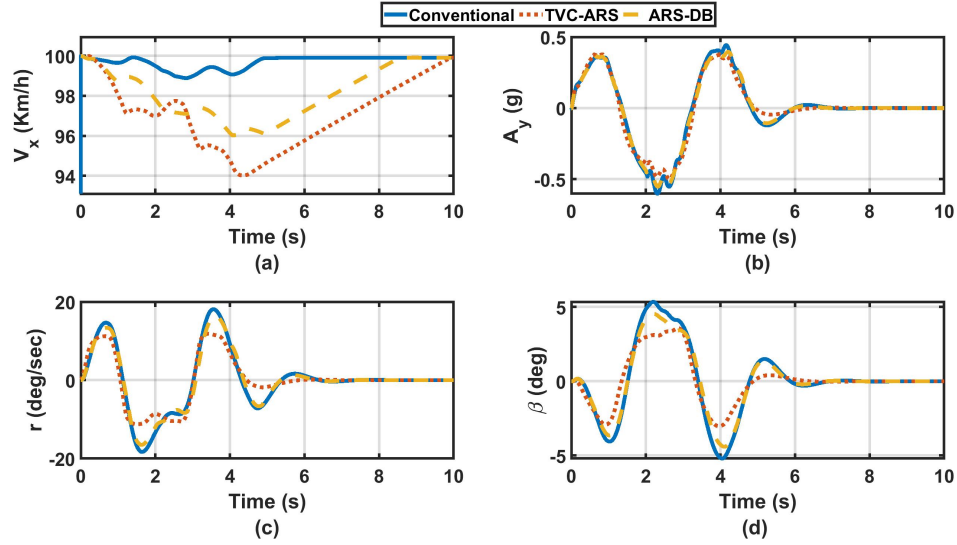 Conventional TVC-ARS ARS-DB
100
98
96
94
V_x (Km/h)
0 2 4 6 8 10
Time (s)
(a)
0.5
0
-0.5
A_y (g)
0 2 4 6 8 10
Time (s)
(b)
20
0
-20
r (deg/sec)
0 2 4 6 8 10
Time (s)
(c)
5
0
-5
β (deg)
0 2 4 6 8 10
Time (s)
(d)